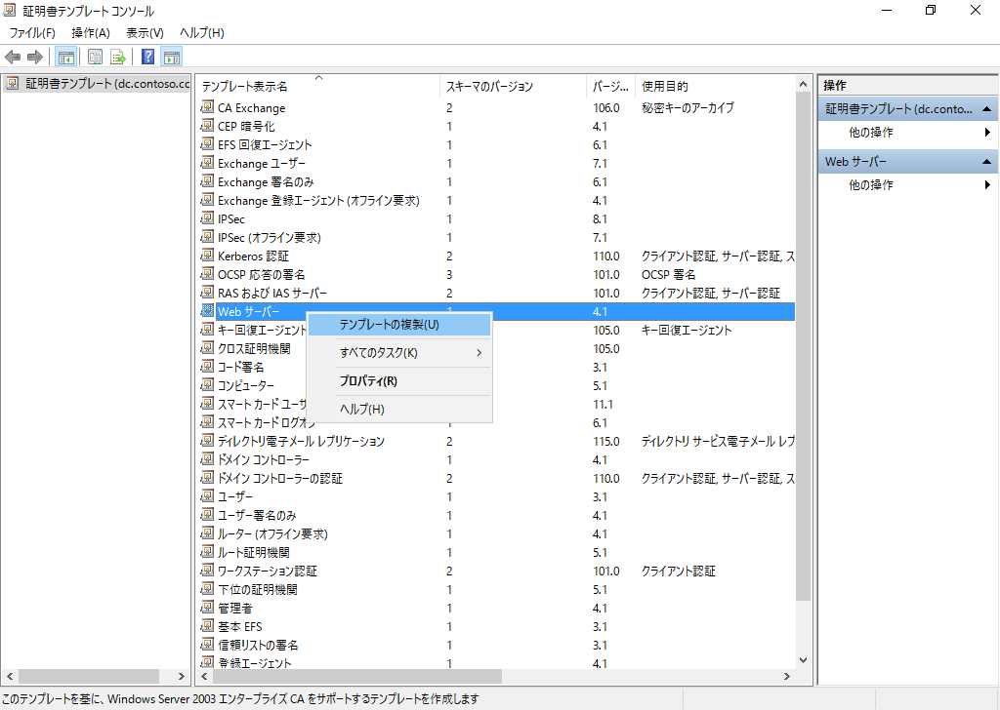 証明書テンプレート コンソール
ファイル(F) 操作(A) 表示(V) ヘルプ(H)
証明書テンプレート (dc.contoso.cc
テンプレート表示名 スキーマのバージョン バージ... 使用目的
CA Exchange 2 106.0 秘密キーのアーカイブ
CEP 暗号化 1 4.1
EFS 回復エージェント 1 6.1
Exchange ユーザー 1 7.1
Exchange 署名のみ 1 6.1
Exchange 登録エージェント (オフライン要求) 1 4.1
IPSec 1 8.1
IPSec (オフライン要求) 1 7.1
Kerberos 認証 2 110.0 クライアント認証, サーバー認証, ス
OCSP 応答の署名 3 101.0 OCSP 署名
RAS および IAS サーバー 2 101.0 クライアント認証, サーバー認証
Web サーバー 4.1
キー回復エージェント 105.0 キー回復エージェント
クロス証明機関 105.0
コード署名 3.1
コンピューター 5.1
スマート カード ユーザ 11.1
スマート カード ログオン 1 6.1
ディレクトリ電子メール レプリケーション 2 115.0 ディレクトリ サービス電子メール レプ
ドメイン コントローラー 1 4.1
ドメイン コントローラーの認証 2 110.0 クライアント認証, サーバー認証, ス
ユーザー 1 3.1
ユーザー署名のみ 1 4.1
ルーター (オフライン要求) 1 4.1
ルート証明機関 1 5.1
ワークステーション認証 2 101.0 クライアント認証
下位の証明機関 1 5.1
管理者 1 4.1
基本 EFS 1 3.1
信頼リストの署名 1 3.1
登録エージェント 1 4.1
テンプレートの複製(U)
すべてのタスク(K)
プロパティ(R)
ヘルプ(H)
操作
証明書テンプレート (dc.conto...
他の操作
Web サーバー
他の操作
このテンプレートを基に、Windows Server 2003 エンタープライズ CA をサポートするテンプレートを作成します